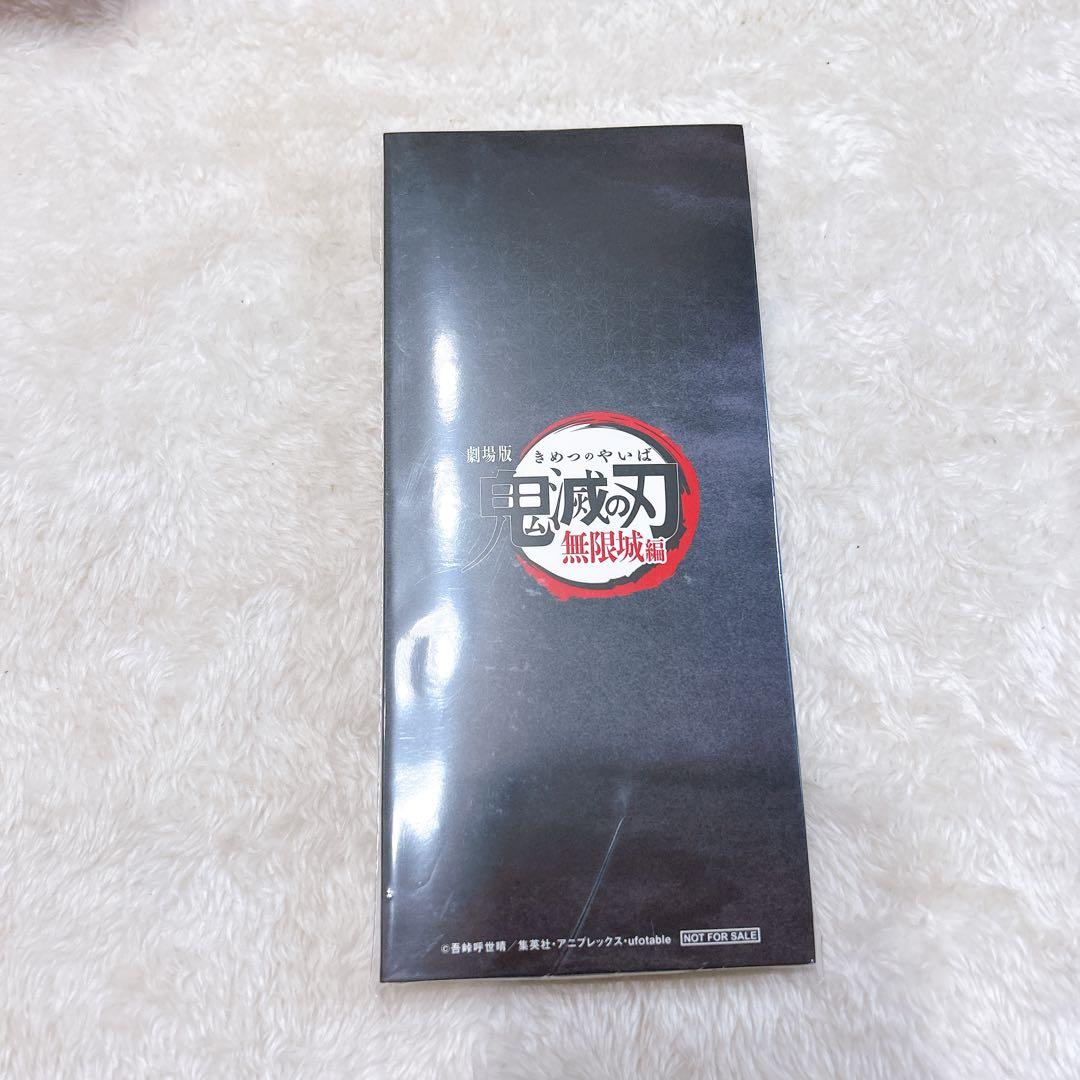 劇場版
きめつのやいば
鬼滅の刃
無限城編
©吾峠呼世晴／集英社・アニプレックス・ufotable NOT FOR SALE